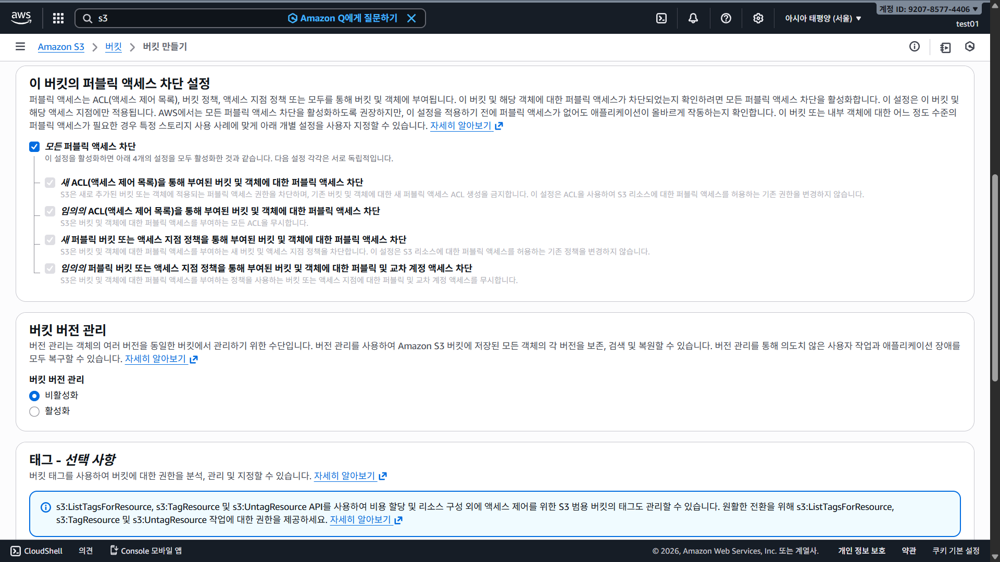 aws
s3
Amazon Q에게 질문하기
아시아 태평양 (서울)
계정 ID: 9207-8577-4406
test01
Amazon S3
버킷
버킷 만들기
이 버킷의 퍼블릭 액세스 차단 설정
퍼블릭 액세스는 ACL(액세스 제어 목록), 버킷 정책, 액세스 지점 정책 또는 모두를 통해 버킷 및 객체에 부여됩니다. 이 버킷 및 해당 객체에 대한 퍼블릭 액세스가 차단되었는지 확인하려면 모든 퍼블릭 액세스 차단을 활성화합니다. 이 설정은 이 버킷 및
해당 액세스 지점에만 적용됩니다. AWS에서는 모든 퍼블릭 액세스 차단을 활성화하도록 권장하지만, 이 설정을 적용하기 전에 퍼블릭 액세스가 없어도 애플리케이션이 올바르게 작동하는지 확인합니다. 이 버킷 또는 내부 객체에 대한 어느 정도 수준의
퍼블릭 액세스가 필요한 경우 특정 스토리지 사용 사례에 맞게 아래 개별 설정을 사용자 지정할 수 있습니다. 자세히 알아보기
모든 퍼블릭 액세스 차단
이 설정을 활성화하면 아래 4개의 설정을 모두 활성화한 것과 같습니다. 다음 설정 각각은 서로 독립적입니다.
새 ACL(액세스 제어 목록)을 통해 부여된 버킷 및 객체에 대한 퍼블릭 액세스 차단
S3은 새로 추가된 버킷 또는 객체에 적용되는 퍼블릭 액세스 권한을 차단하며, 기존 버킷 및 객체에 대한 새 퍼블릭 액세스 ACL 생성을 금지합니다. 이 설정은 ACL을 사용하여 S3 리소스에 대한 퍼블릭 액세스를 허용하는 기존 권한을 변경하지 않습니다.
임의의 ACL(액세스 제어 목록)을 통해 부여된 버킷 및 객체에 대한 퍼블릭 액세스 차단
S3은 버킷 및 객체에 대한 퍼블릭 액세스를 부여하는 모든 ACL을 무시합니다.
새 퍼블릭 버킷 또는 액세스 지점 정책을 통해 부여된 버킷 및 객체에 대한 퍼블릭 액세스 차단
S3은 버킷 및 객체에 대한 퍼블릭 액세스를 부여하는 새 버킷 및 액세스 지점 정책을 차단합니다. 이 설정은 S3 리소스에 대한 퍼블릭 액세스를 허용하는 기존 정책을 변경하지 않습니다.
임의의 퍼블릭 버킷 또는 액세스 지점 정책을 통해 부여된 버킷 및 객체에 대한 퍼블릭 및 교차 계정 액세스 차단
S3은 버킷 및 객체에 대한 퍼블릭 액세스를 부여하는 정책을 사용하는 버킷 또는 액세스 지점에 대한 퍼블릭 및 교차 계정 액세스를 무시합니다.
버킷 버전 관리
버전 관리는 객체의 여러 버전을 동일한 버킷에서 관리하기 위한 수단입니다. 버전 관리를 사용하여 Amazon S3 버킷에 저장된 모든 객체의 각 버전을 보존, 검색 및 복원할 수 있습니다. 버전 관리를 통해 의도치 않은 사용자 작업과 애플리케이션 장애를
모두 복구할 수 있습니다. 자세히 알아보기
버킷 버전 관리
비활성화
활성화
태그 - 선택 사항
버킷 태그를 사용하여 버킷에 대한 권한을 분석, 관리 및 지정할 수 있습니다. 자세히 알아보기
s3:ListTagsForResource, s3:TagResource 및 s3:UntagResource API를 사용하여 비용 할당 및 리소스 구성 외에 액세스 제어를 위한 S3 범용 버킷의 태그도 관리할 수 있습니다. 원활한 전환을 위해 s3:ListTagsForResource,
s3:TagResource 및 s3:UntagResource 작업에 대한 권한을 제공하세요. 자세히 알아보기
CloudShell
의견
Console 모바일 앱
© 2026, Amazon Web Services, Inc. 또는 계열사.
개인 정보 보호
약관
쿠키 기본 설정